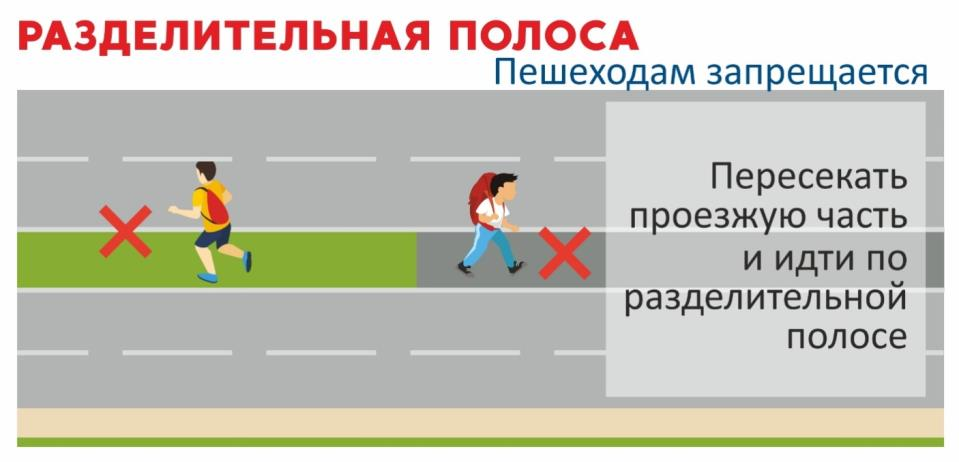 РАЗДЕЛИТЕЛЬНАЯ ПОЛОСА
Пешеходам запрещается
Пересекать
проезжую часть
и идти по
разделительной
полосе